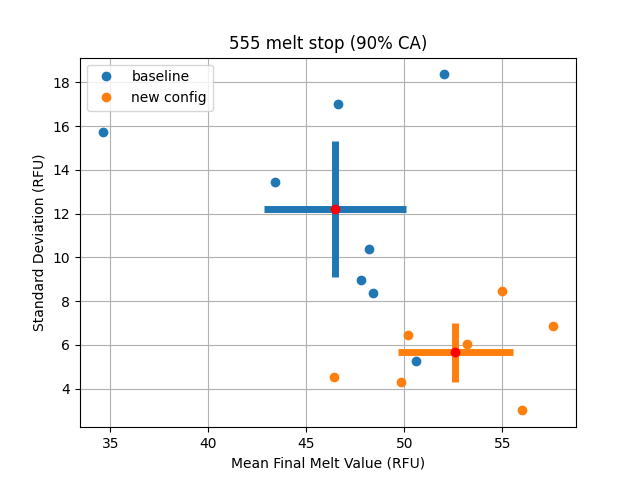 555 melt stop (90% CA)
baseline
new config
18
16
14
12
10
8
6
4
Standard Deviation (RFU)
35
40
45
50
55
Mean Final Melt Value (RFU)